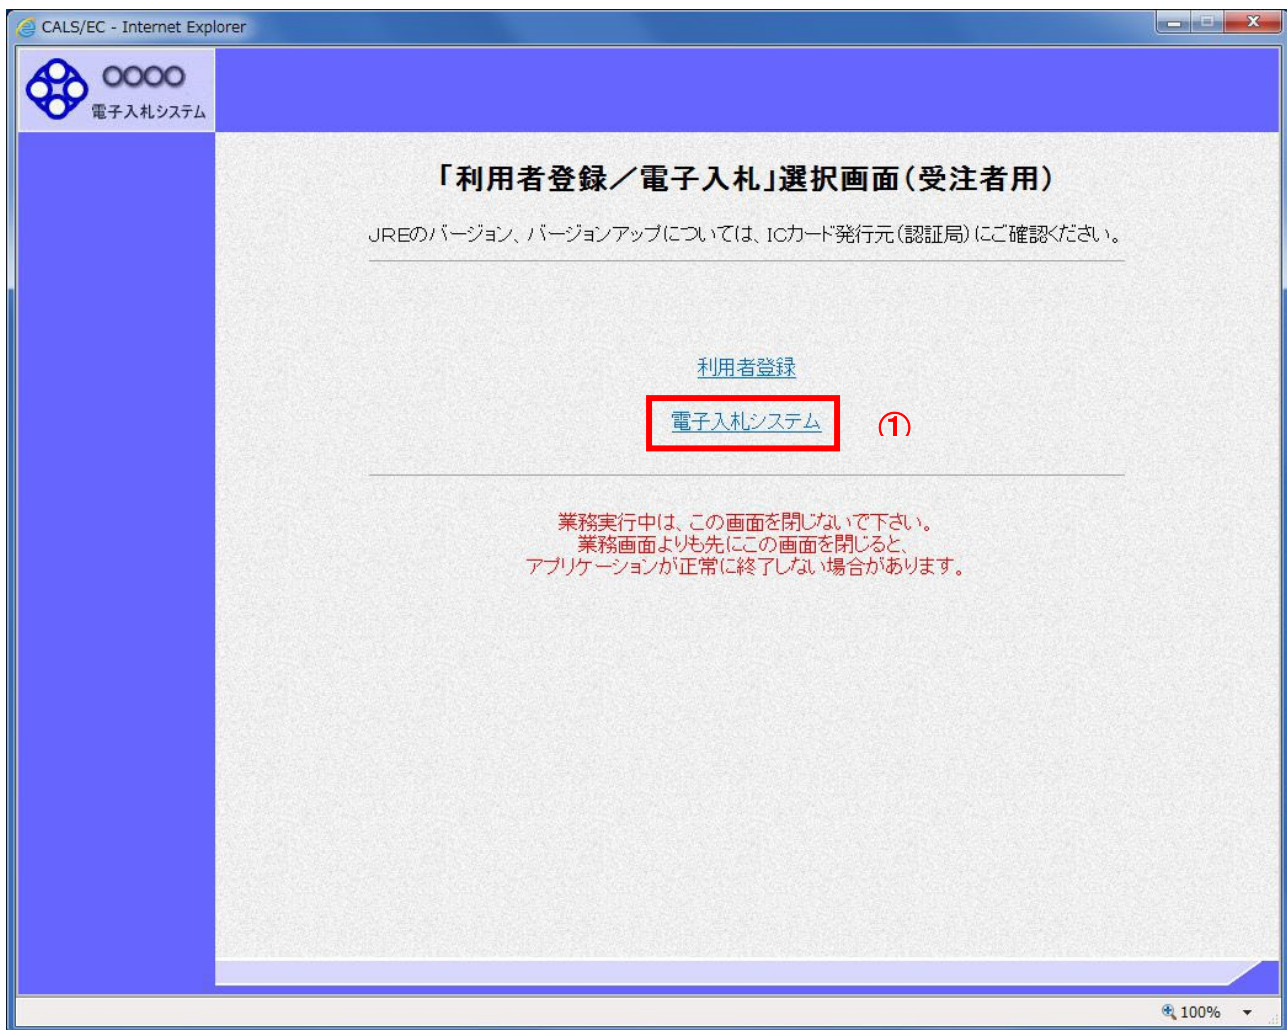 CALS/EC - Internet Explorer
〇〇〇〇
電子入札システム
「利用者登録／電子入札」選択画面(受注者用)
JREのバージョン、バージョンアップについては、ICカード発行元(認証局)にご確認ください。
利用者登録
電子入札システム ①
業務実行中は、この画面を閉じないで下さい。
業務画面よりも先にこの画面を閉じると、
アプリケーションが正常に終了しない場合があります。
100%